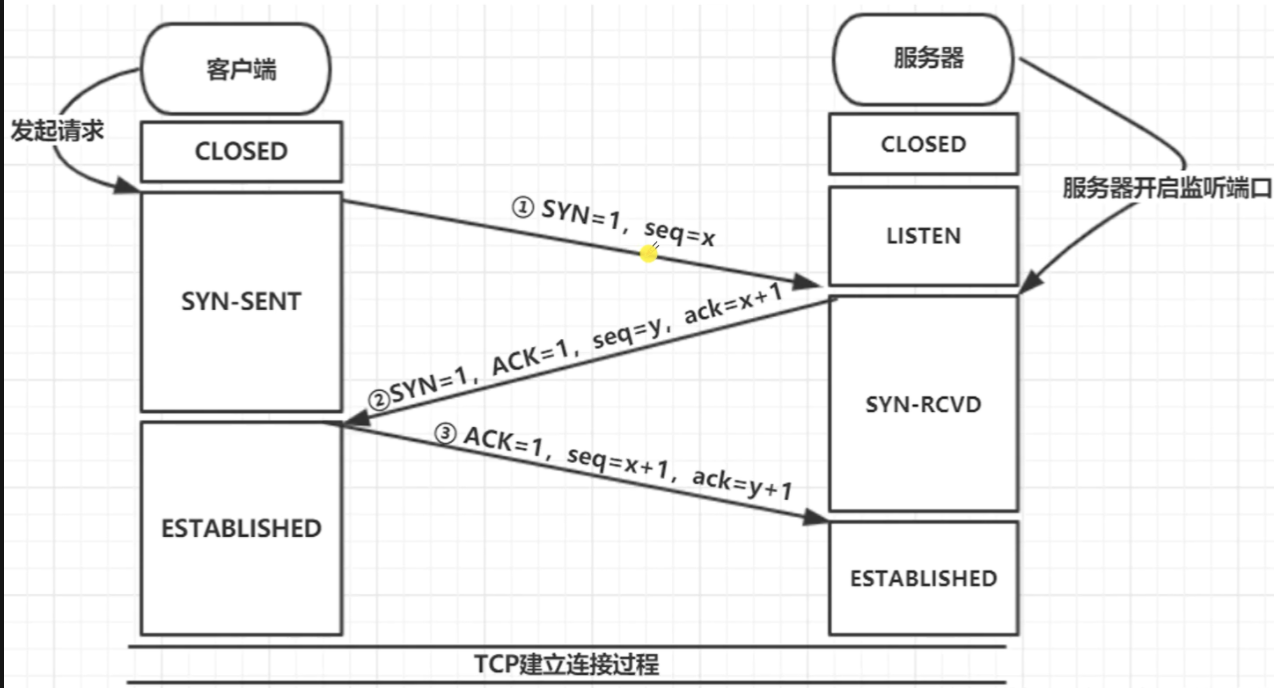 客户端
服务器
发起请求
CLOSED
CLOSED
服务器开启监听端口
① SYN=1，seq=x
LISTEN
SYN-SENT
②SYN=1，ACK=1，seq=y，ack=x+1
SYN-RCVD
③ ACK=1，seq=x+1，ack=y+1
ESTABLISHED
ESTABLISHED
TCP建立连接过程